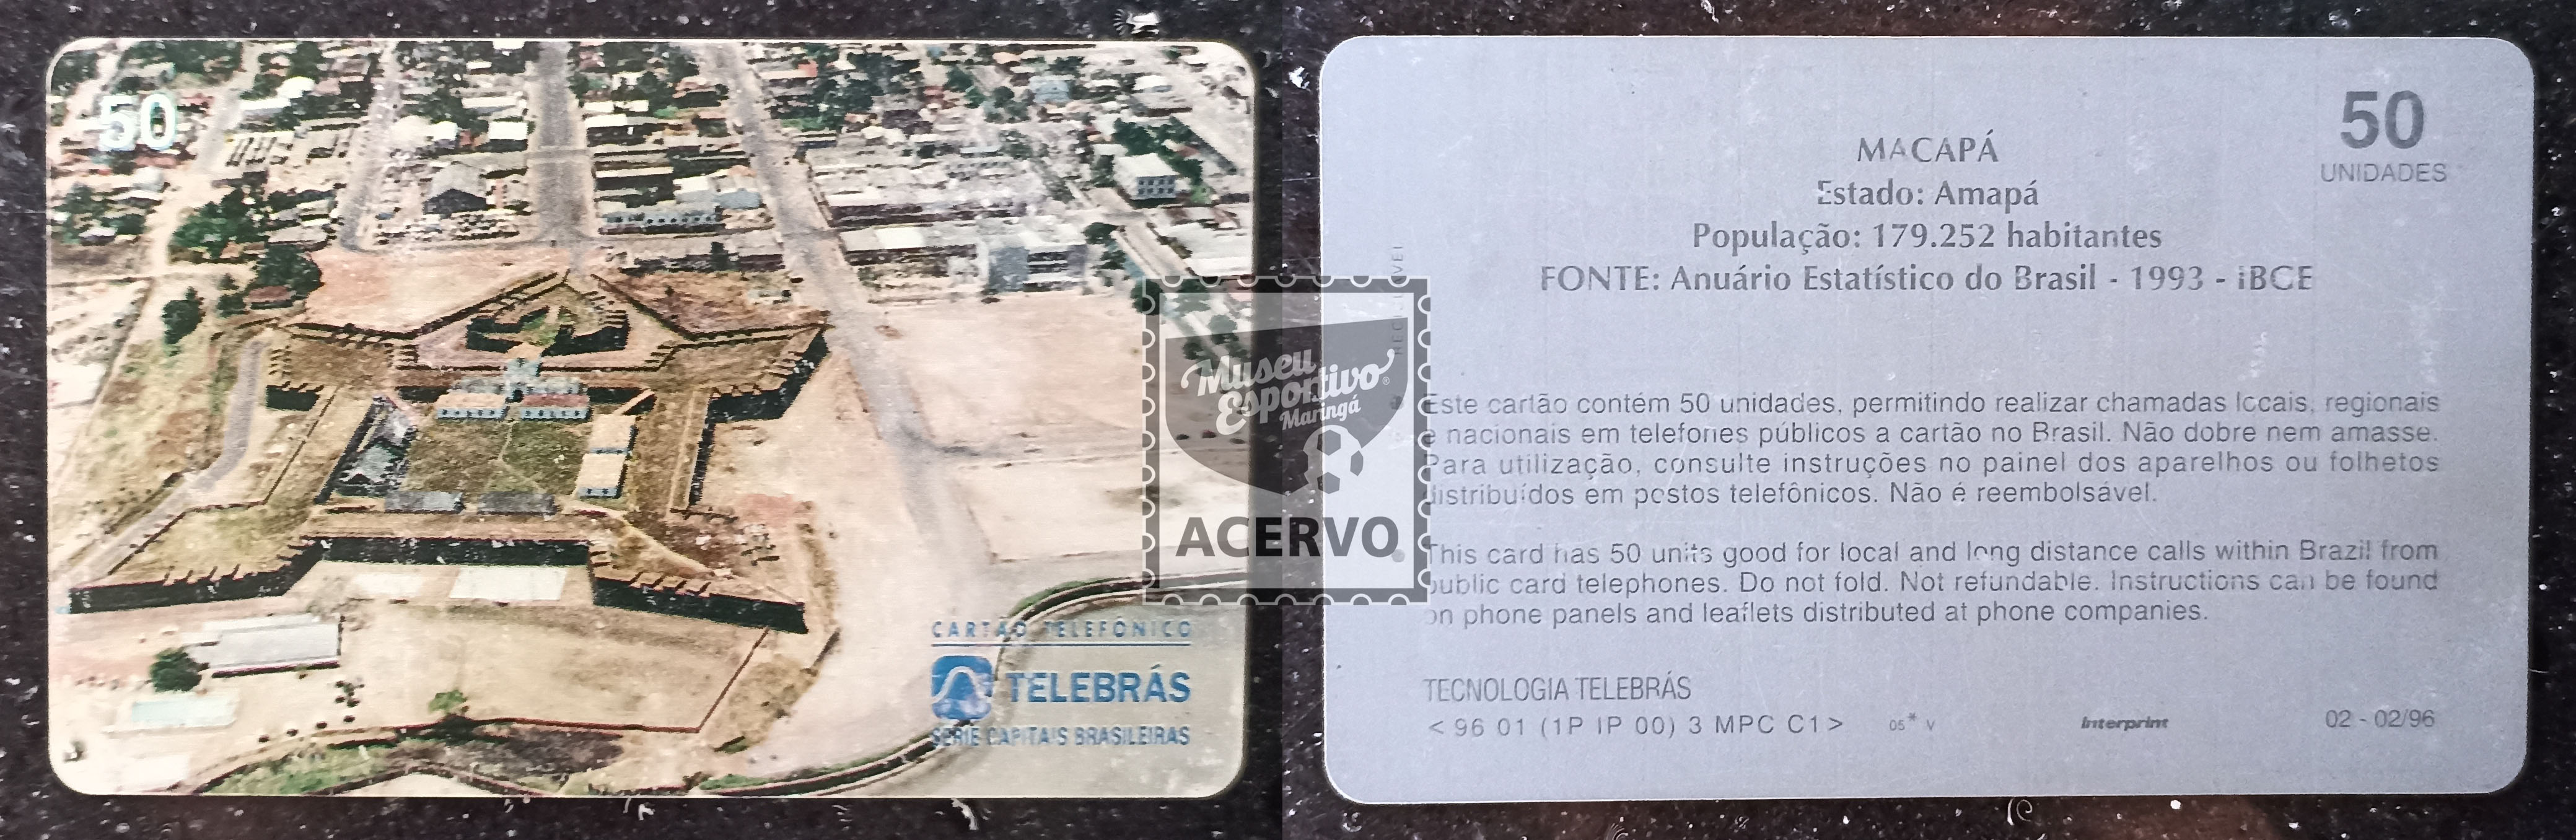 50
CARTÃO TELEFÔNICO
TELEBRÁS
SÉRIE CAPITAIS BRASILEIRAS
Museu
Esportivo®
Maringá
ACERVO
50
UNIDADES
MACAPÁ
Estado: Amapá
População: 179.252 habitantes
FONTE: Anuário Estatístico do Brasil - 1993 - IBGE
Este cartão contém 50 unidades, permitindo realizar chamadas locais, regionais
e nacionais em telefones públicos a cartão no Brasil. Não dobre nem amasse.
Para utilização, consulte instruções no painel dos aparelhos ou folhetos
distribuídos em postos telefônicos. Não é reembolsável.
This card has 50 units good for local and long distance calls within Brazil from
public card telephones. Do not fold. Not refundable. Instructions can be found
on phone panels and leaflets distributed at phone companies.
TECNOLOGIA TELEBRÁS
< 96 01 (1P IP 00) 3 MPC C1 > 05* V Interprint 02 - 02/96